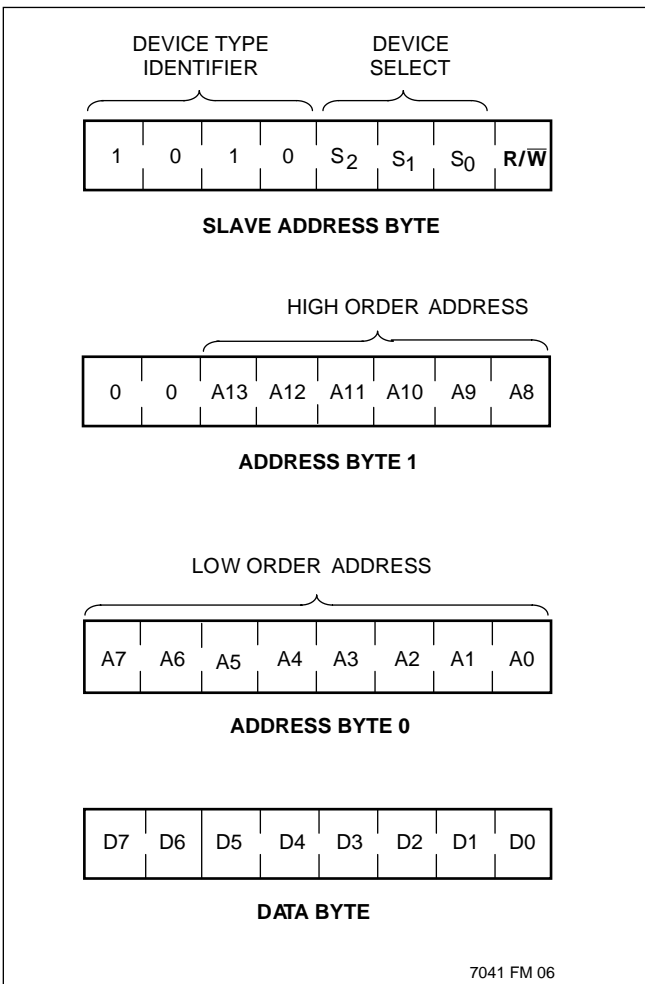 DEVICE TYPE DEVICE
IDENTIFIER SELECT
1 0 1 0 S2 S1 S0 R/W̅
SLAVE ADDRESS BYTE
HIGH ORDER ADDRESS
0 0 A13 A12 A11 A10 A9 A8
ADDRESS BYTE 1
LOW ORDER ADDRESS
A7 A6 A5 A4 A3 A2 A1 A0
ADDRESS BYTE 0
D7 D6 D5 D4 D3 D2 D1 D0
DATA BYTE
7041 FM 06